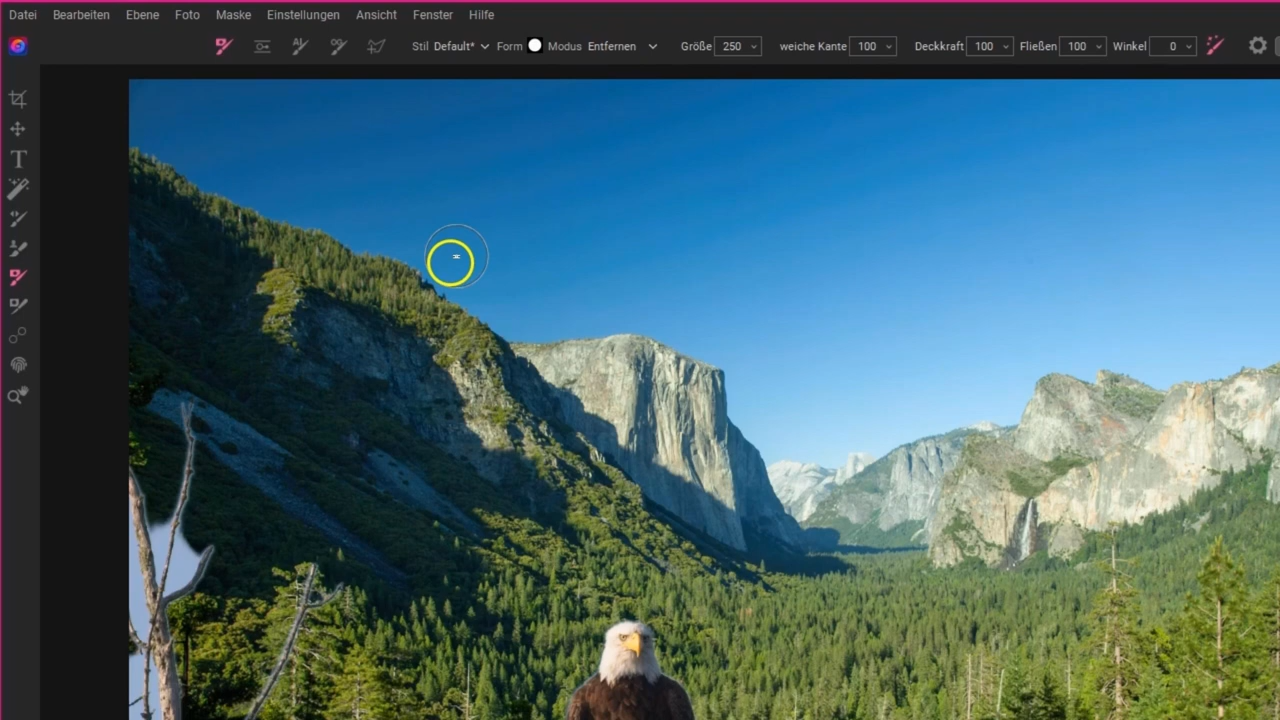 Datei Bearbeiten Ebene Foto Maske Einstellungen Ansicht Fenster Hilfe
AI Stil Default* Form Modus Entfernen Größe 250 weiche Kante 100 Deckkraft 100 Fließen 100 Winkel 0
T